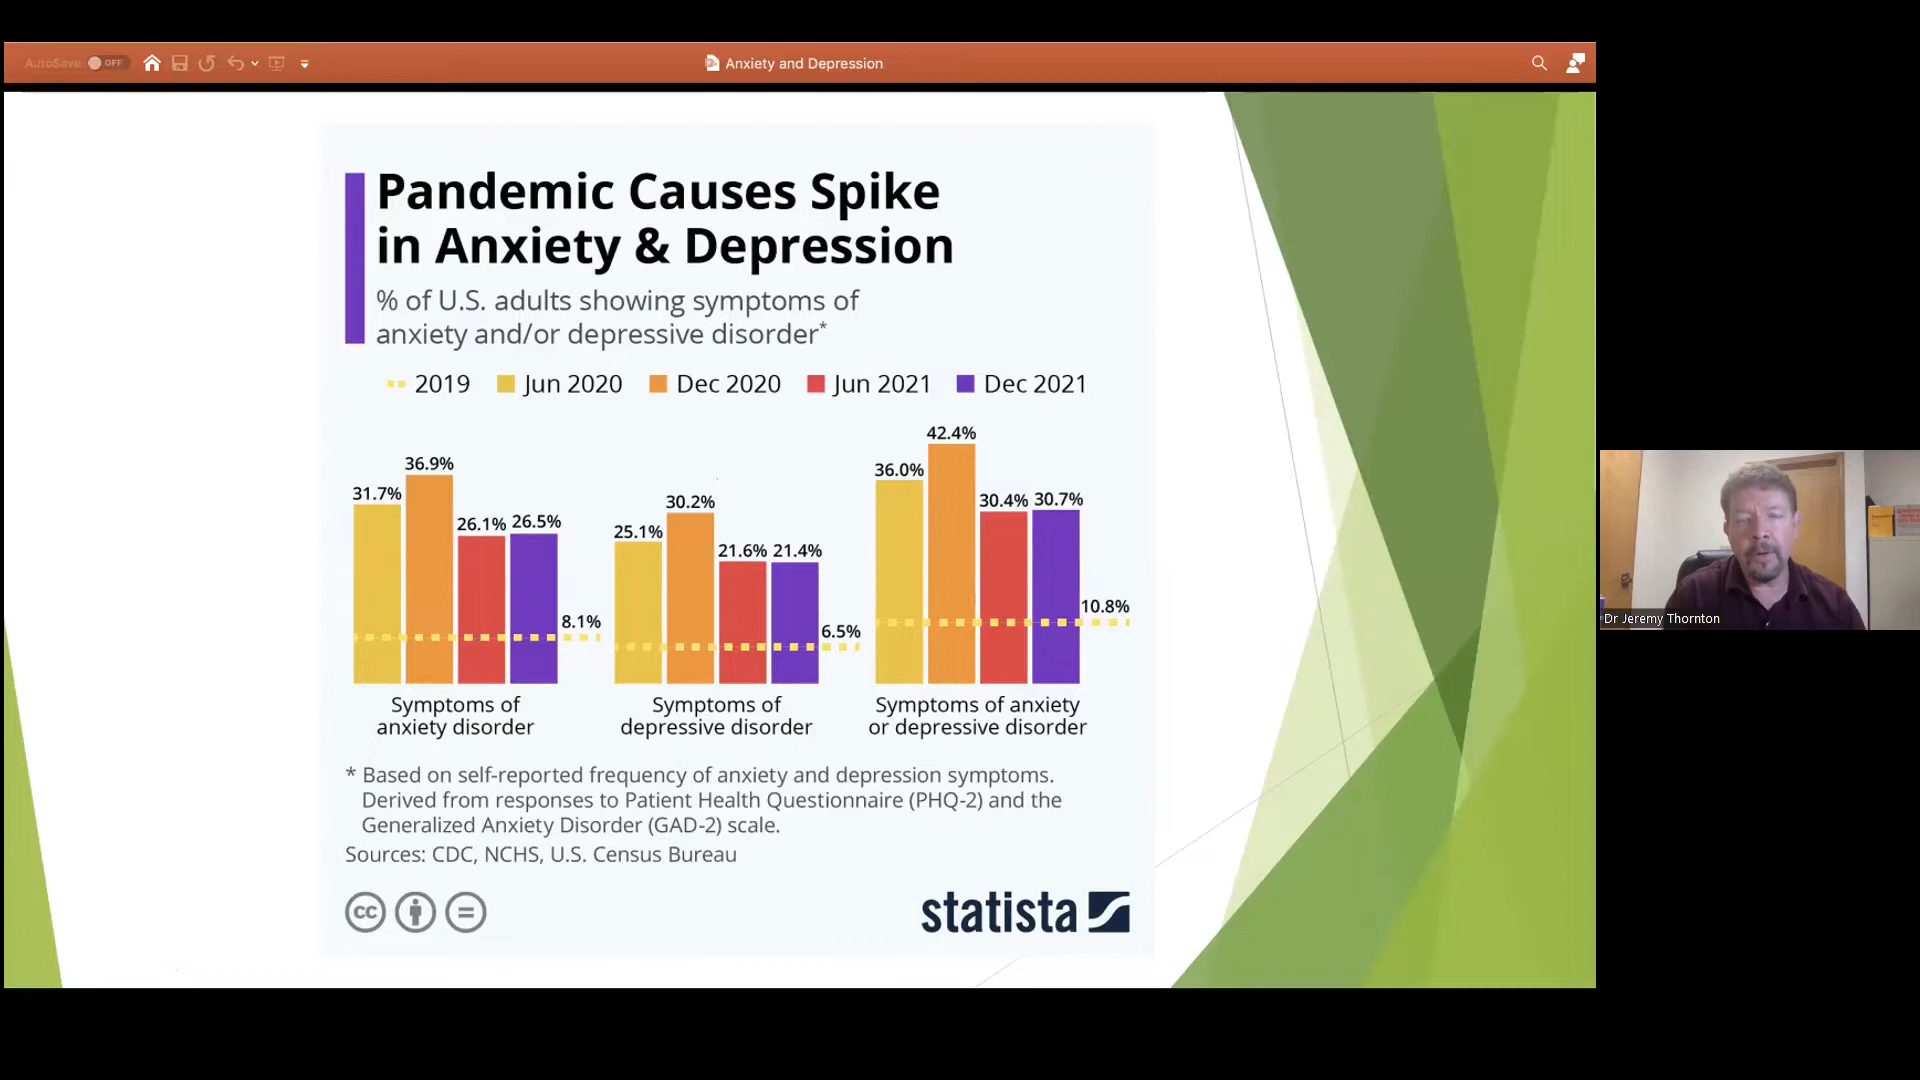 AutoSave OFF
Anxiety and Depression
Pandemic Causes Spike
in Anxiety & Depression
% of U.S. adults showing symptoms of
anxiety and/or depressive disorder*
2019 Jun 2020 Dec 2020 Jun 2021 Dec 2021
31.7% 36.9% 26.1% 26.5% 8.1%
25.1% 30.2% 21.6% 21.4% 6.5%
36.0% 42.4% 30.4% 30.7% 10.8%
Symptoms of
anxiety disorder
Symptoms of
depressive disorder
Symptoms of anxiety
or depressive disorder
* Based on self-reported frequency of anxiety and depression symptoms.
Derived from responses to Patient Health Questionnaire (PHQ-2) and the
Generalized Anxiety Disorder (GAD-2) scale.
Sources: CDC, NCHS, U.S. Census Bureau
cc
statista
Dr Jeremy Thornton